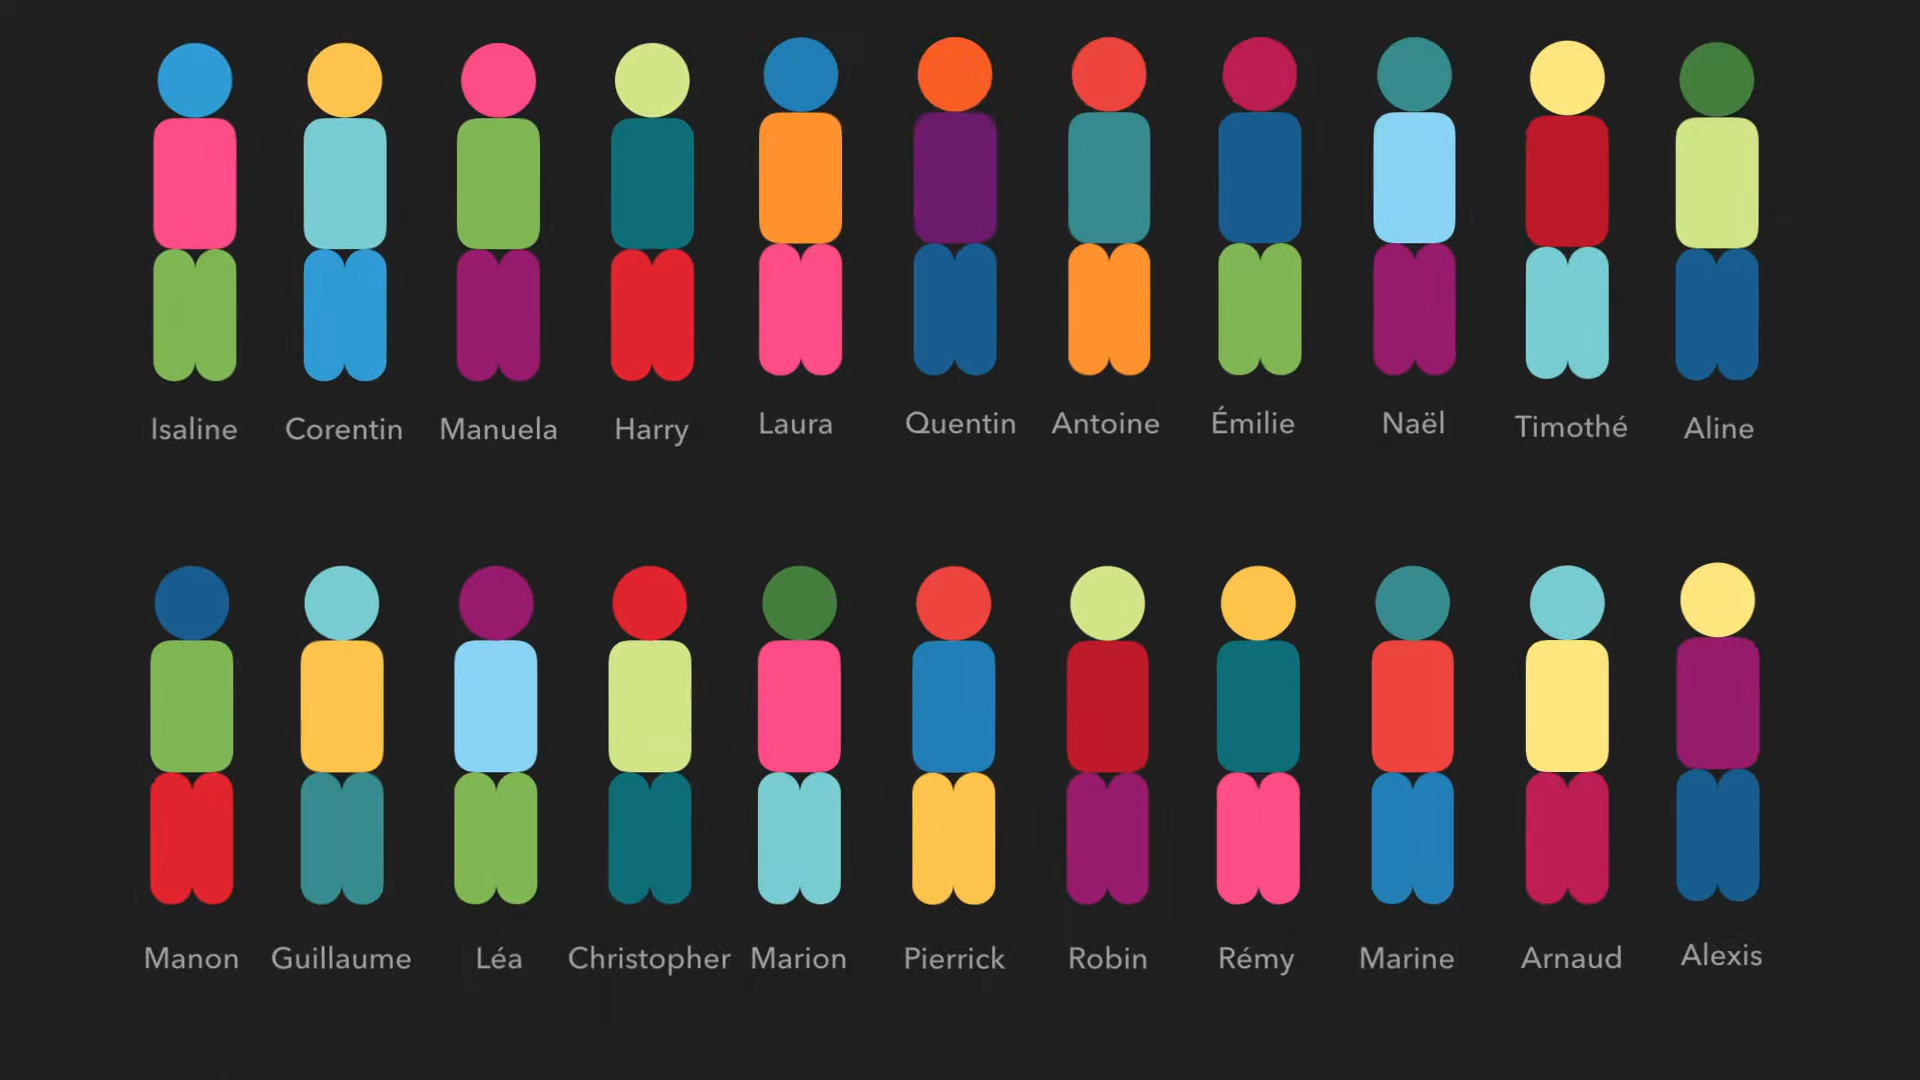 Isaline Corentin Manuela Harry Laura Quentin Antoine Émilie Naël Timothé Aline
Manon Guillaume Léa Christopher Marion Pierrick Robin Rémy Marine Arnaud Alexis